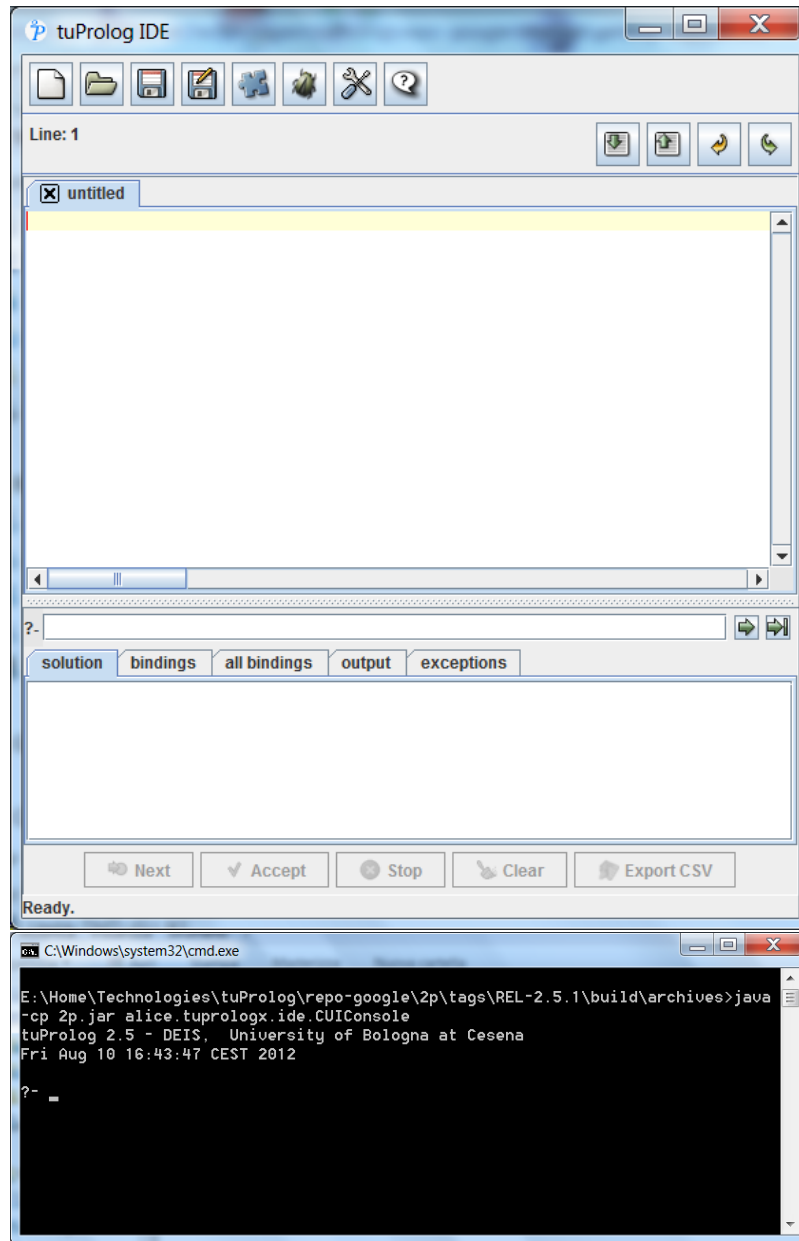 tuProlog IDE
Line: 1
untitled
?-
solution bindings all bindings output exceptions
Next Accept Stop Clear Export CSV
Ready.
C:\Windows\system32\cmd.exe
E:\Home\Technologies\tuProlog\repo-google\2p\tags\REL-2.5.1\build\archives>java
-cp 2p.jar alice.tuprologx.ide.CUIConsole
tuProlog 2.5 - DEIS,  University of Bologna at Cesena
Fri Aug 10 16:43:47 CEST 2012
?- _